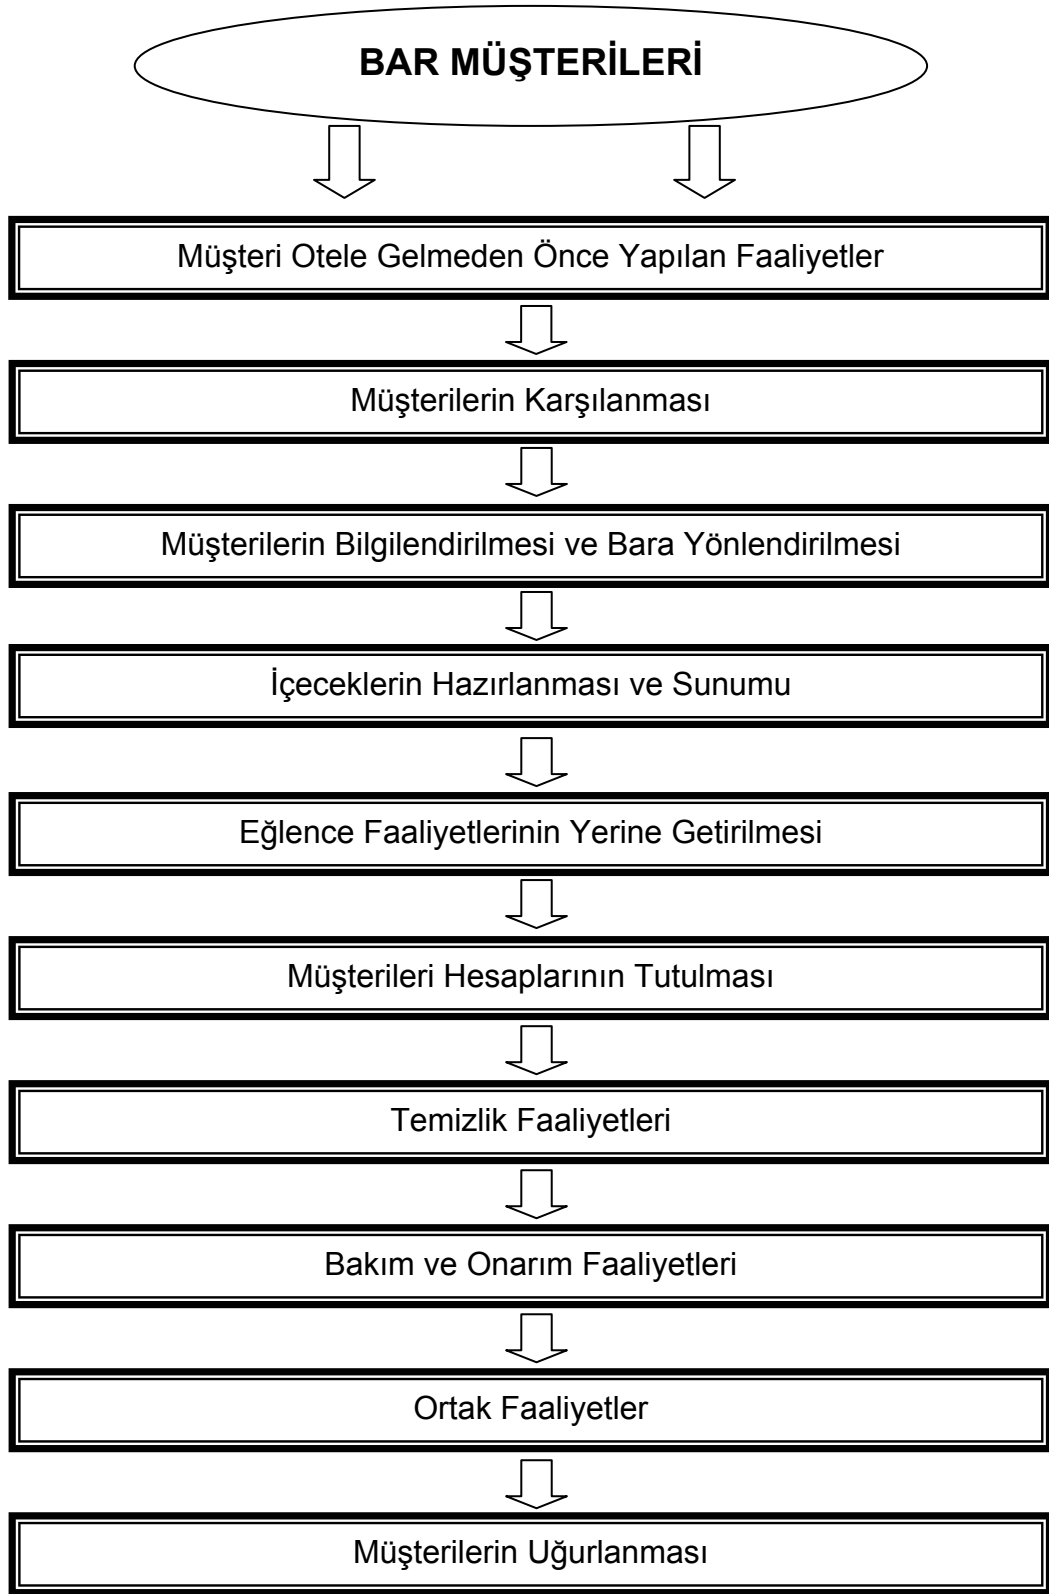 BAR MÜŞTERİLERİ
Müşteri Otele Gelmeden Önce Yapılan Faaliyetler
Müşterilerin Karşılanması
Müşterilerin Bilgilendirilmesi ve Bara Yönlendirilmesi
İçeceklerin Hazırlanması ve Sunumu
Eğlence Faaliyetlerinin Yerine Getirilmesi
Müşterileri Hesaplarının Tutulması
Temizlik Faaliyetleri
Bakım ve Onarım Faaliyetleri
Ortak Faaliyetler
Müşterilerin Uğurlanması